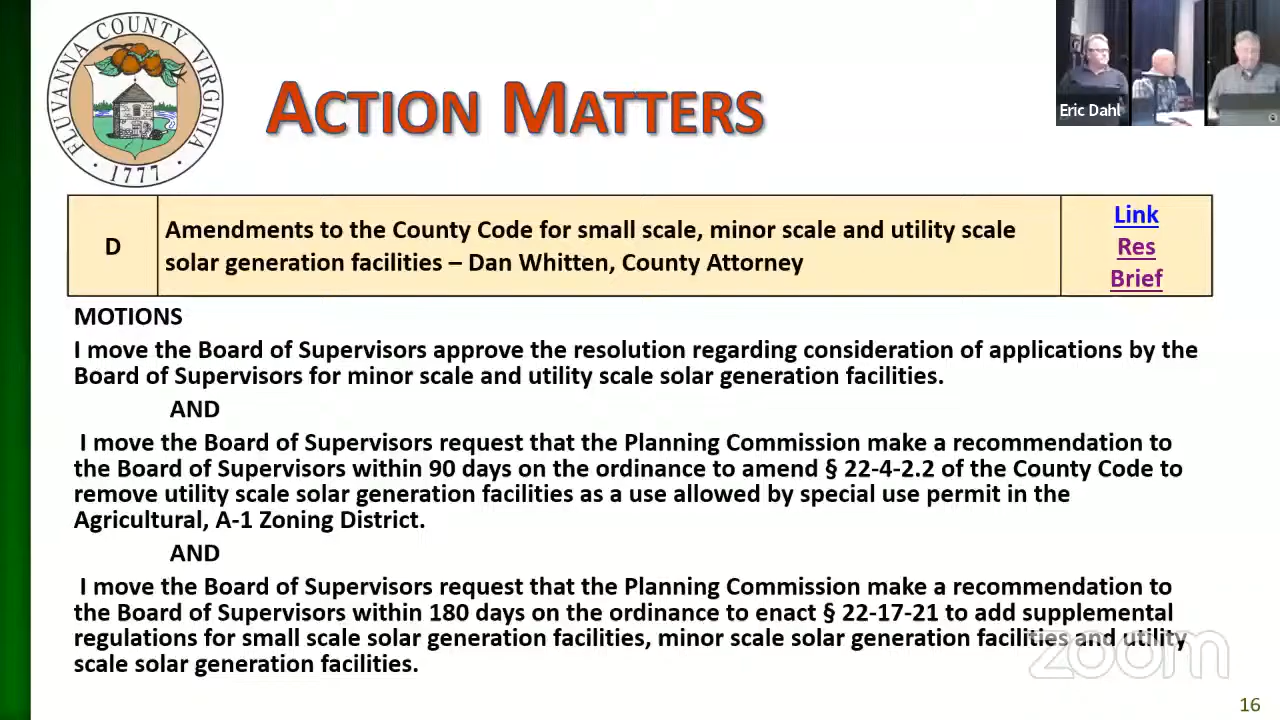 FLUVANNA COUNTY VIRGINIA
• 1777 •
ACTION MATTERS
Eric Dahl
D
Amendments to the County Code for small scale, minor scale and utility scale
solar generation facilities – Dan Whitten, County Attorney
Link
Res
Brief
MOTIONS
I move the Board of Supervisors approve the resolution regarding consideration of applications by the
Board of Supervisors for minor scale and utility scale solar generation facilities.
AND
I move the Board of Supervisors request that the Planning Commission make a recommendation to
the Board of Supervisors within 90 days on the ordinance to amend § 22-4-2.2 of the County Code to
remove utility scale solar generation facilities as a use allowed by special use permit in the
Agricultural, A-1 Zoning District.
AND
I move the Board of Supervisors request that the Planning Commission make a recommendation to
the Board of Supervisors within 180 days on the ordinance to enact § 22-17-21 to add supplemental
regulations for small scale solar generation facilities, minor scale solar generation facilities and utility
scale solar generation facilities.
zoom
16